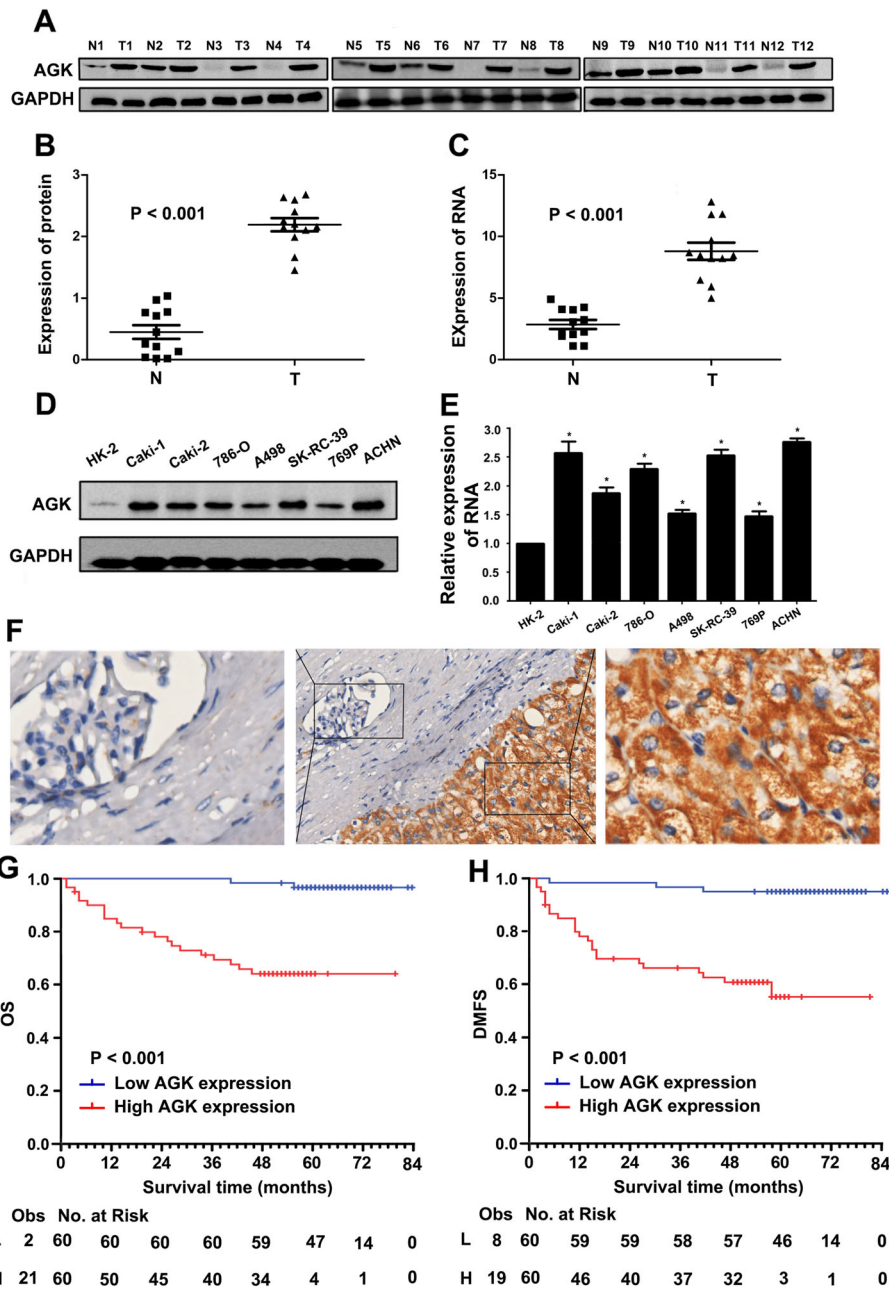 A
N1 T1 N2 T2 N3 T3 N4 T4 N5 T5 N6 T6 N7 T7 N8 T8 N9 T9 N10 T10 N11 T11 N12 T12
AGK
GAPDH
B
Expression of protein
3
2
1
0
P < 0.001
N T
C
EXpression of RNA
15
10
5
0
P < 0.001
N T
D
HK-2 Caki-1 Caki-2 786-O A498 SK-RC-39 769P ACHN
AGK
GAPDH
E
Relative expression
of RNA
3.0
2.5
2.0
1.5
1.0
0.5
0.0
* * * * * * *
HK-2 Caki-1 Caki-2 786-O A498 SK-RC-39 769P ACHN
F
G
OS
1.0
0.8
0.6
0.4
0.2
0.0
P < 0.001
Low AGK expression
High AGK expression
0 12 24 36 48 60 72 84
Survival time (months)
Obs No. at Risk
2 60 60 60 60 59 47 14 0
21 60 50 45 40 34 4 1 0
H
DMFS
1.0
0.8
0.6
0.4
0.2
0.0
P < 0.001
Low AGK expression
High AGK expression
0 12 24 36 48 60 72 84
Survival time (months)
Obs No. at Risk
L 8 60 59 59 58 57 46 14 0
H 19 60 46 40 37 32 3 1 0